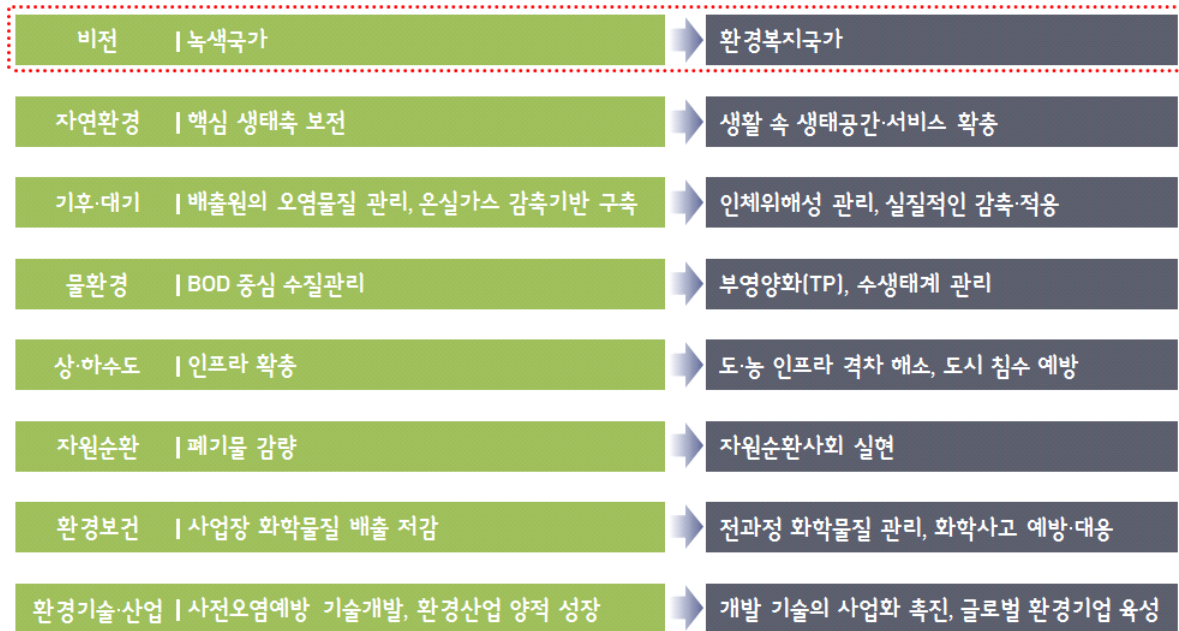 비전 | 녹색국가 환경복지국가
자연환경 | 핵심 생태축 보전 생활 속 생태공간·서비스 확충
기후·대기 | 배출원의 오염물질 관리, 온실가스 감축기반 구축 인체위해성 관리, 실질적인 감축·적용
물환경 | BOD 중심 수질관리 부영양화(TP), 수생태계 관리
상·하수도 | 인프라 확충 도·농 인프라 격차 해소, 도시 침수 예방
자원순환 | 폐기물 감량 자원순환사회 실현
환경보건 | 사업장 화학물질 배출 저감 전과정 화학물질 관리, 화학사고 예방·대응
환경기술·산업 | 사전오염예방 기술개발, 환경산업 양적 성장 개발 기술의 사업화 촉진, 글로벌 환경기업 육성